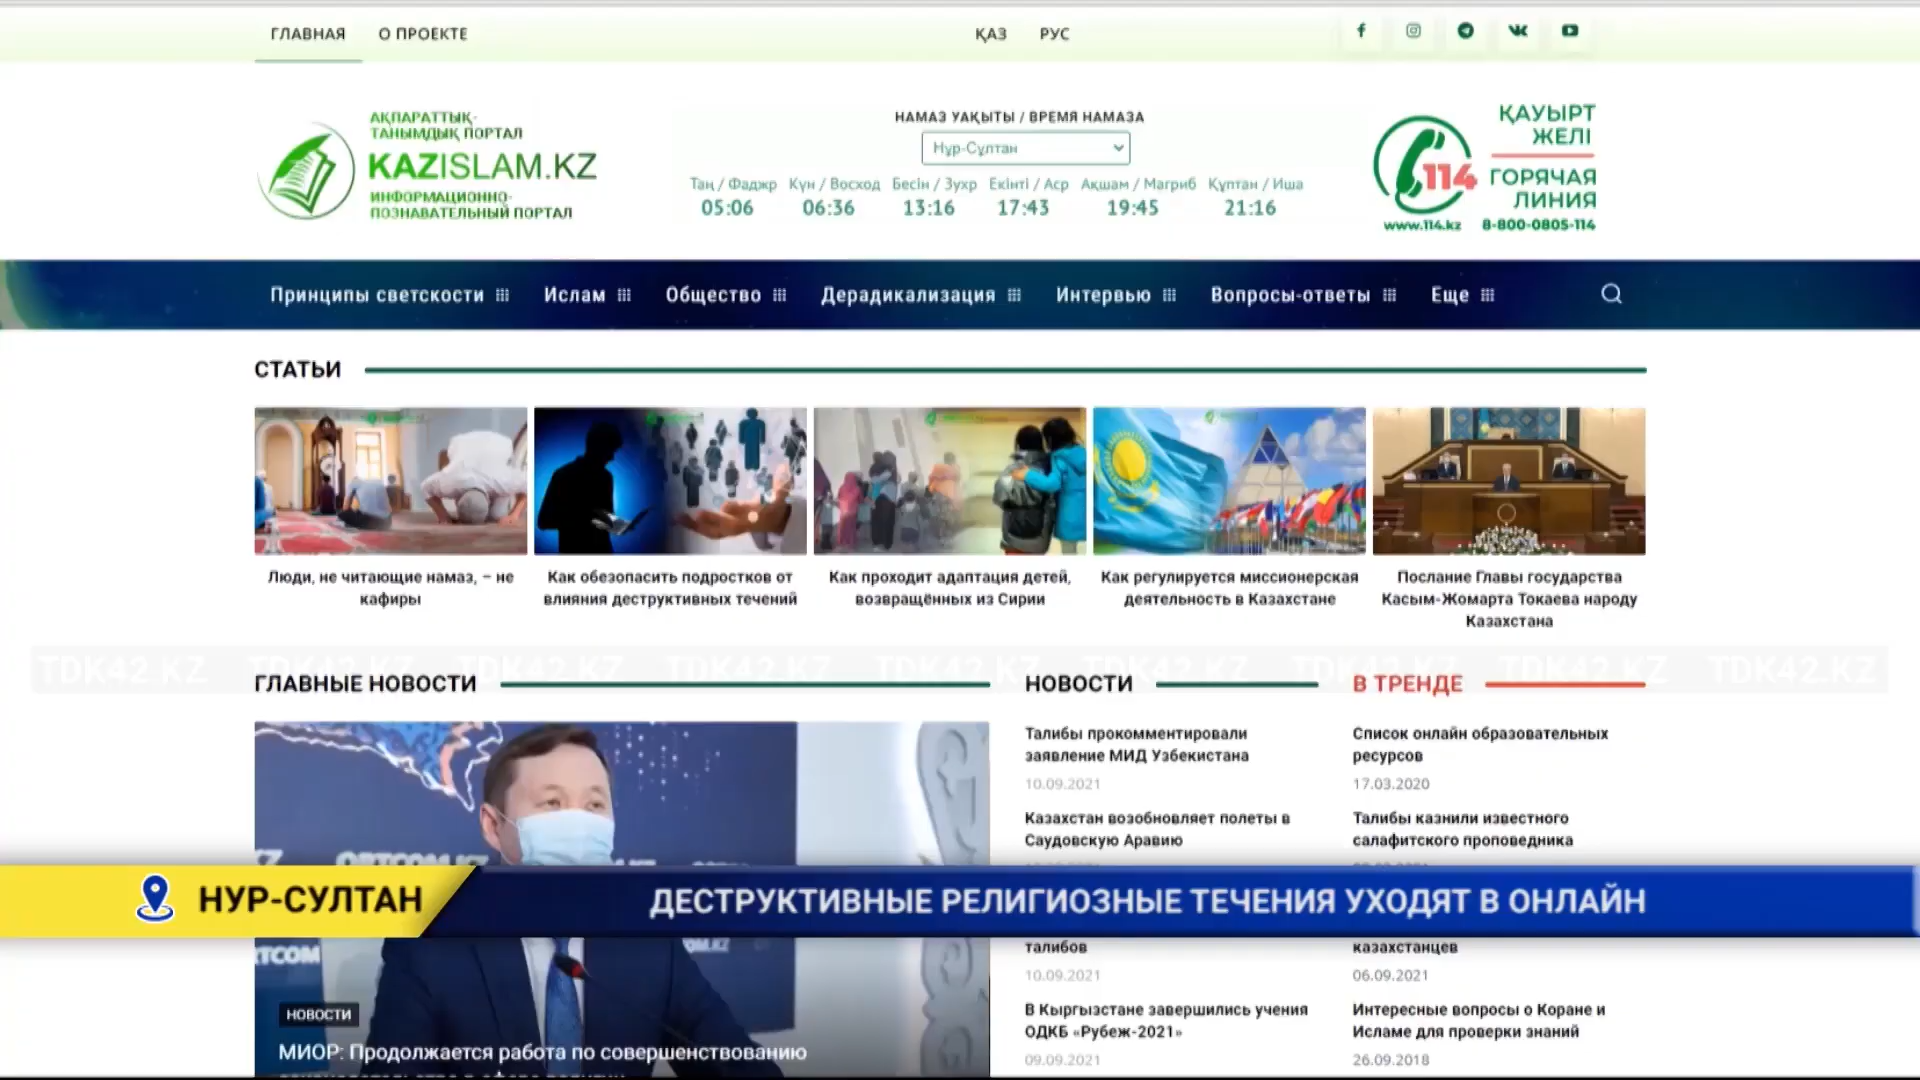 ГЛАВНАЯ О ПРОЕКТЕ ҚАЗ РУС
АҚПАРАТТЫҚ-
ТАНЫМДЫҚ ПОРТАЛ
KAZISLAM.KZ
ИНФОРМАЦИОННО-
ПОЗНАВАТЕЛЬНЫЙ ПОРТАЛ
НАМАЗ УАҚЫТЫ / ВРЕМЯ НАМАЗА
Нұр-Сұлтан
Таң / Фаджр Күн / Восход Бесін / Зухр Екінті / Аср Ақшам / Магриб Құптан / Иша
05:06 06:36 13:16 17:43 19:45 21:16
ҚАУЫРТ
ЖЕЛІ
114
ГОРЯЧАЯ
ЛИНИЯ
www.114.kz 8-800-0805-114
Принципы светскости Ислам Общество Дерадикализация Интервью Вопросы-ответы Еще
СТАТЬИ
Люди, не читающие намаз, – не
кафиры
Как обезопасить подростков от
влияния деструктивных течений
Как проходит адаптация детей,
возвращённых из Сирии
Как регулируется миссионерская
деятельность в Казахстане
Послание Главы государства
Касым-Жомарта Токаева народу
Казахстана
TDK42.KZ TDK42.KZ TDK42.KZ TDK42.KZ TDK42.KZ TDK42.KZ TDK42.KZ TDK42.KZ TDK42.KZ
ГЛАВНЫЕ НОВОСТИ
ORTCOM.KZ
RTCOM
OM.KZ
НОВОСТИ
МИОР: Продолжается работа по совершенствованию
НОВОСТИ
Талибы прокомментировали
заявление МИД Узбекистана
10.09.2021
Казахстан возобновляет полеты в
Саудовскую Аравию
талибов
10.09.2021
В Кыргызстане завершились учения
ОДКБ «Рубеж-2021»
09.09.2021
В ТРЕНДЕ
Список онлайн образовательных
ресурсов
17.03.2020
Талибы казнили известного
салафитского проповедника
казахстанцев
06.09.2021
Интересные вопросы о Коране и
Исламе для проверки знаний
26.09.2018
НУР-СУЛТАН
ДЕСТРУКТИВНЫЕ РЕЛИГИОЗНЫЕ ТЕЧЕНИЯ УХОДЯТ В ОНЛАЙН